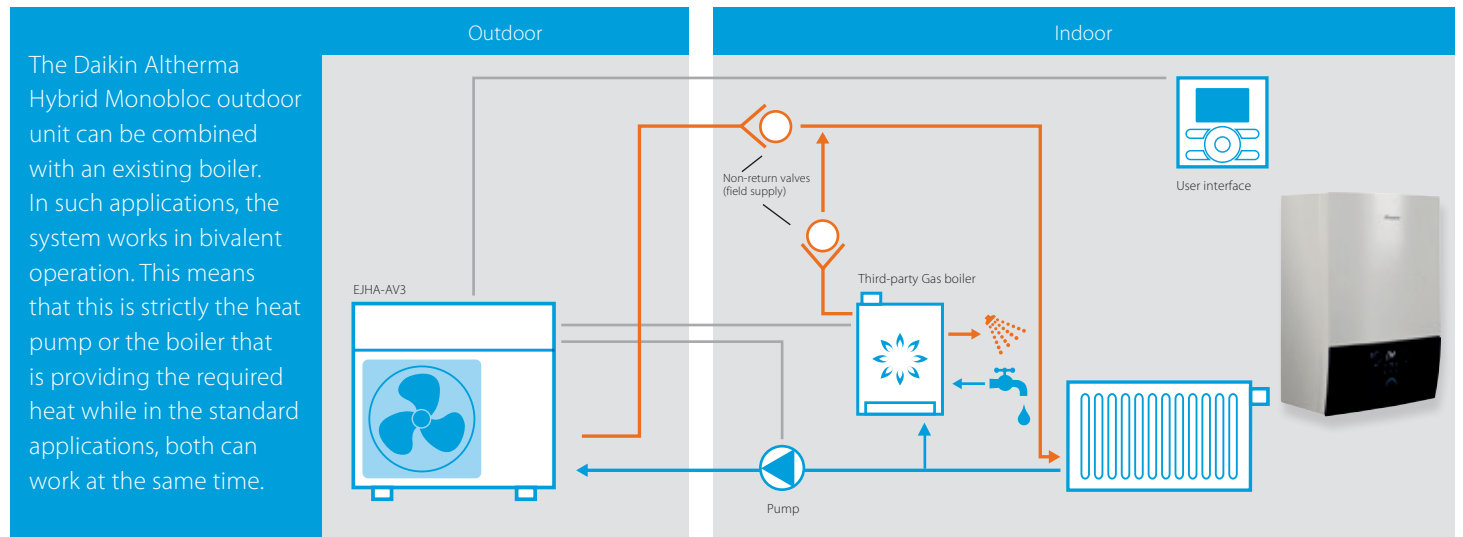 The Daikin Altherma
Hybrid Monobloc outdoor
unit can be combined
with an existing boiler.
In such applications, the
system works in bivalent
operation. This means
that this is strictly the heat
pump or the boiler that
is providing the required
heat while in the standard
applications, both can
work at the same time.
Outdoor
Indoor
Non-return valves
(field supply)
User interface
Third-party Gas boiler
EJHA-AV3
Pump